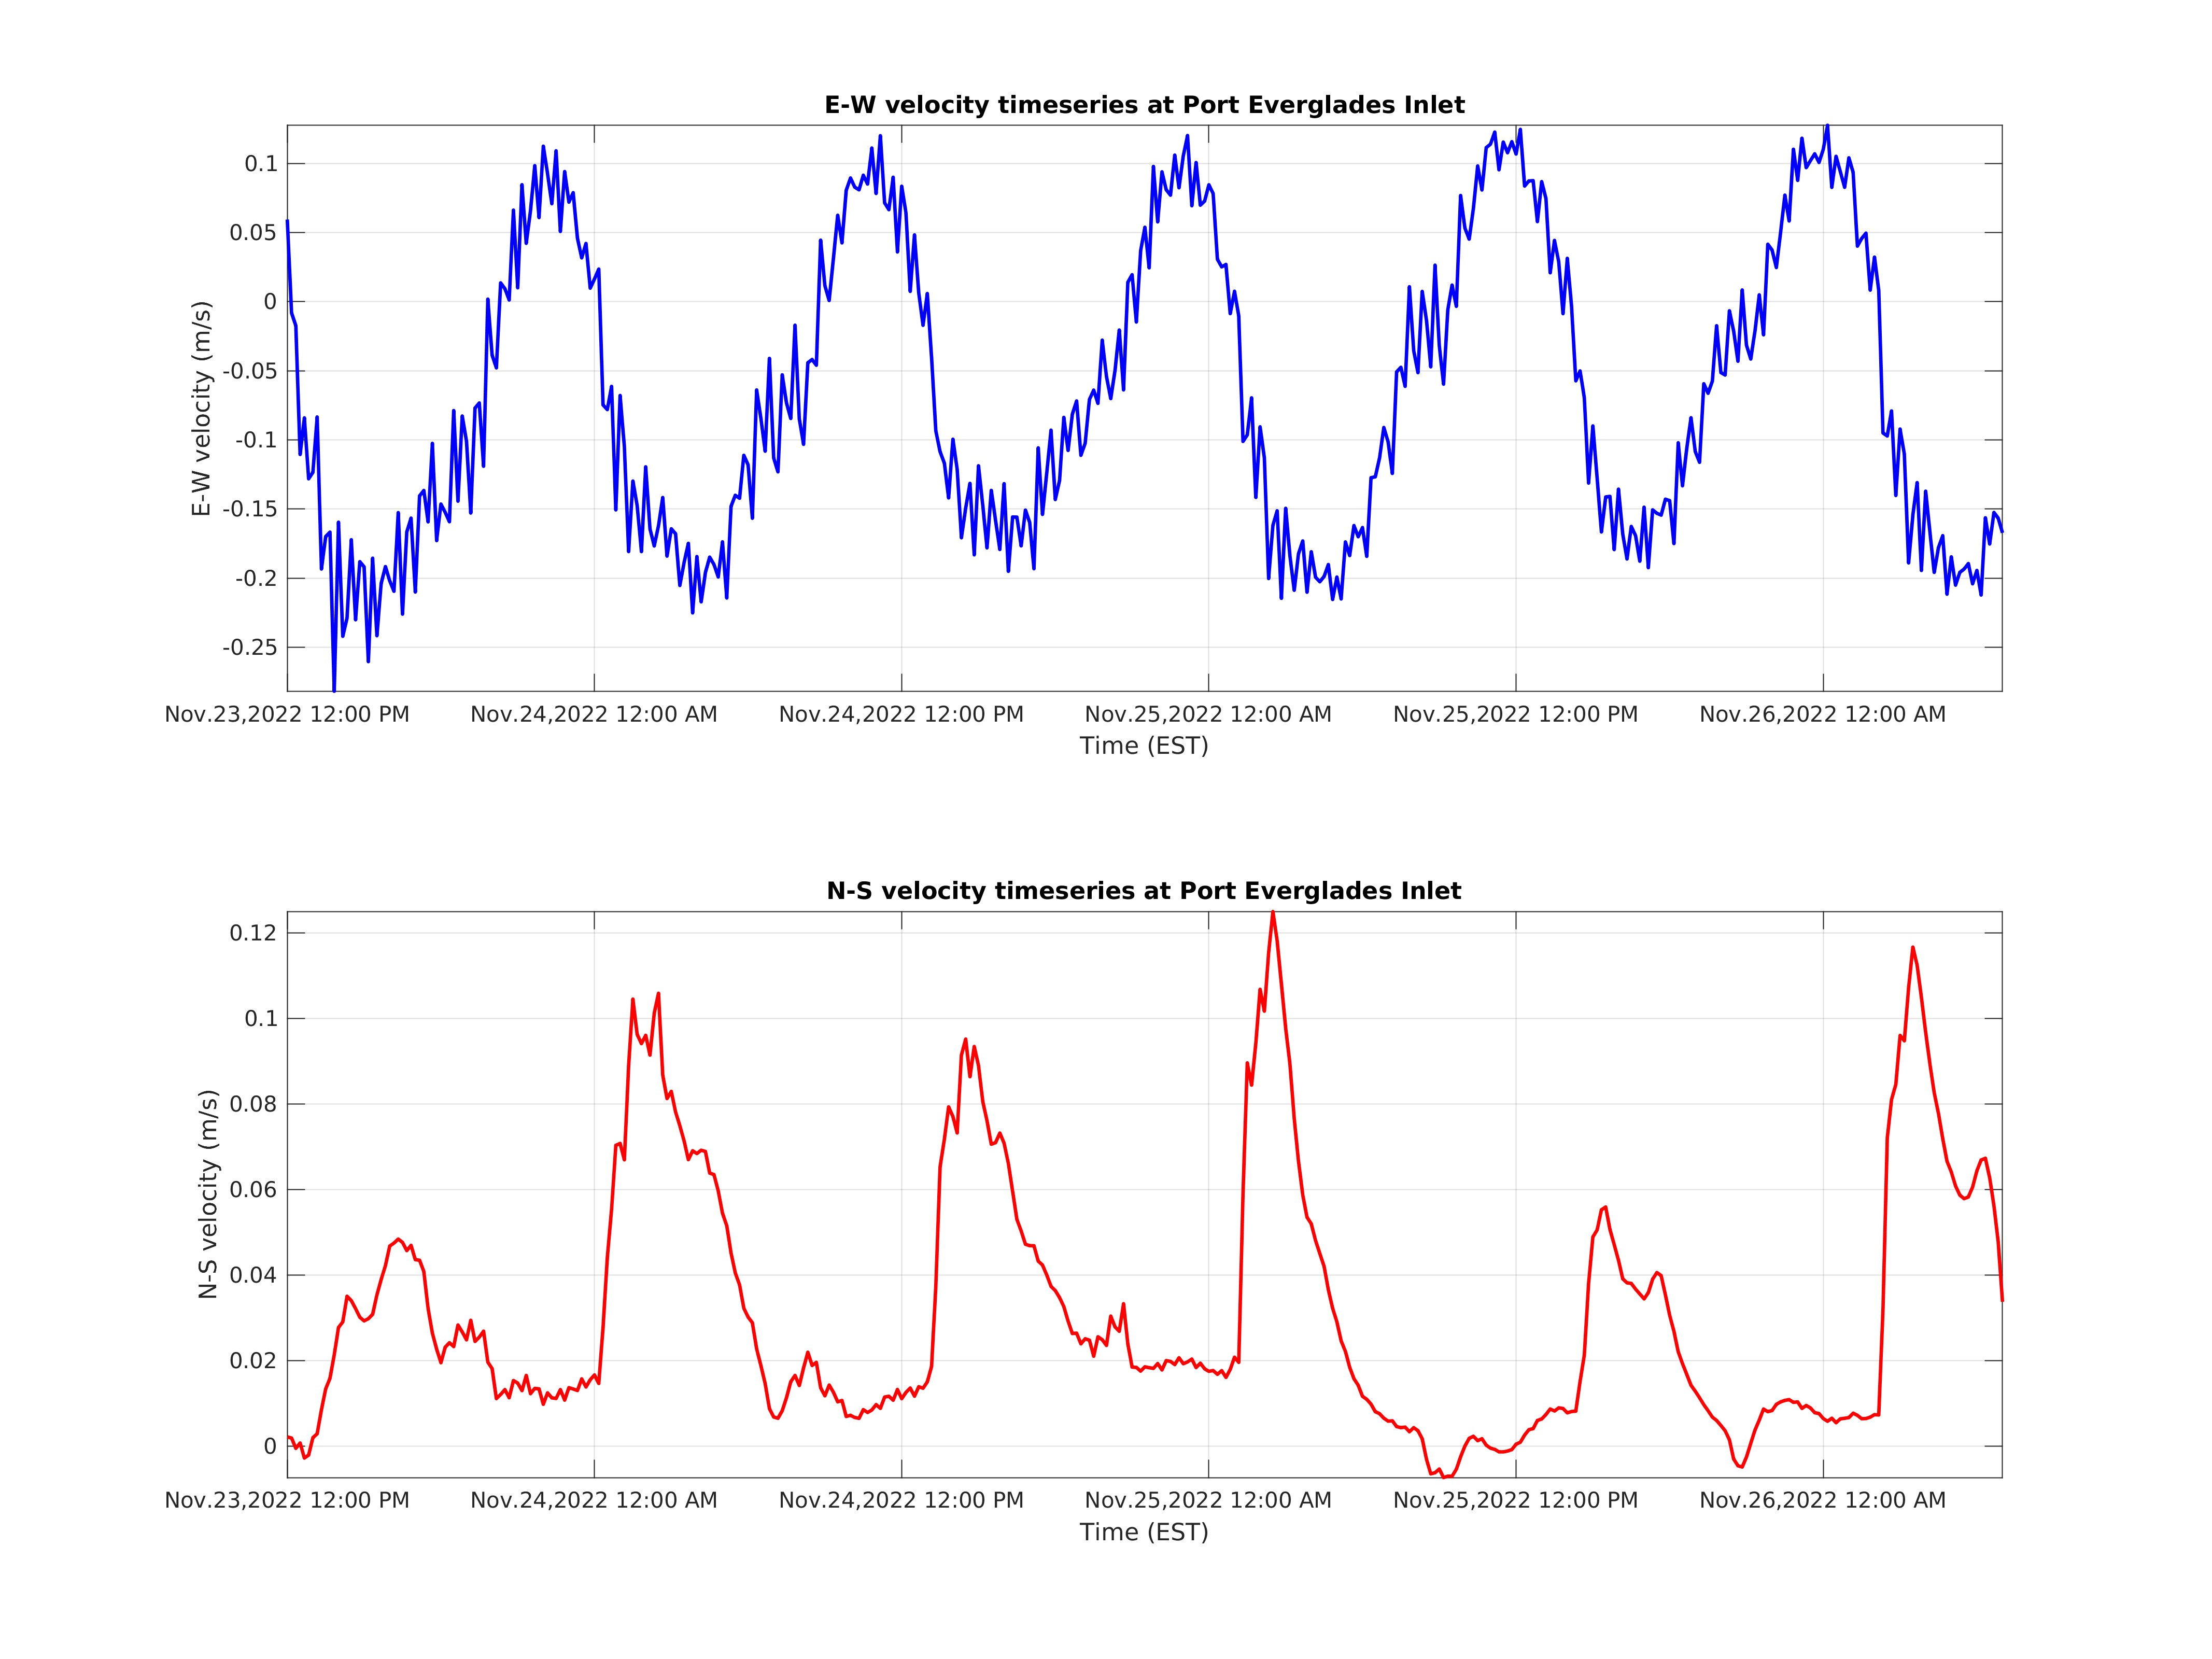 E-W velocity timeseries at Port Everglades Inlet
E-W velocity (m/s)
0.1
0.05
0
-0.05
-0.1
-0.15
-0.2
-0.25
Nov.23,2022 12:00 PM Nov.24,2022 12:00 AM Nov.24,2022 12:00 PM Nov.25,2022 12:00 AM Nov.25,2022 12:00 PM Nov.26,2022 12:00 AM
Time (EST)
N-S velocity timeseries at Port Everglades Inlet
N-S velocity (m/s)
0.12
0.1
0.08
0.06
0.04
0.02
0
Nov.23,2022 12:00 PM Nov.24,2022 12:00 AM Nov.24,2022 12:00 PM Nov.25,2022 12:00 AM Nov.25,2022 12:00 PM Nov.26,2022 12:00 AM
Time (EST)